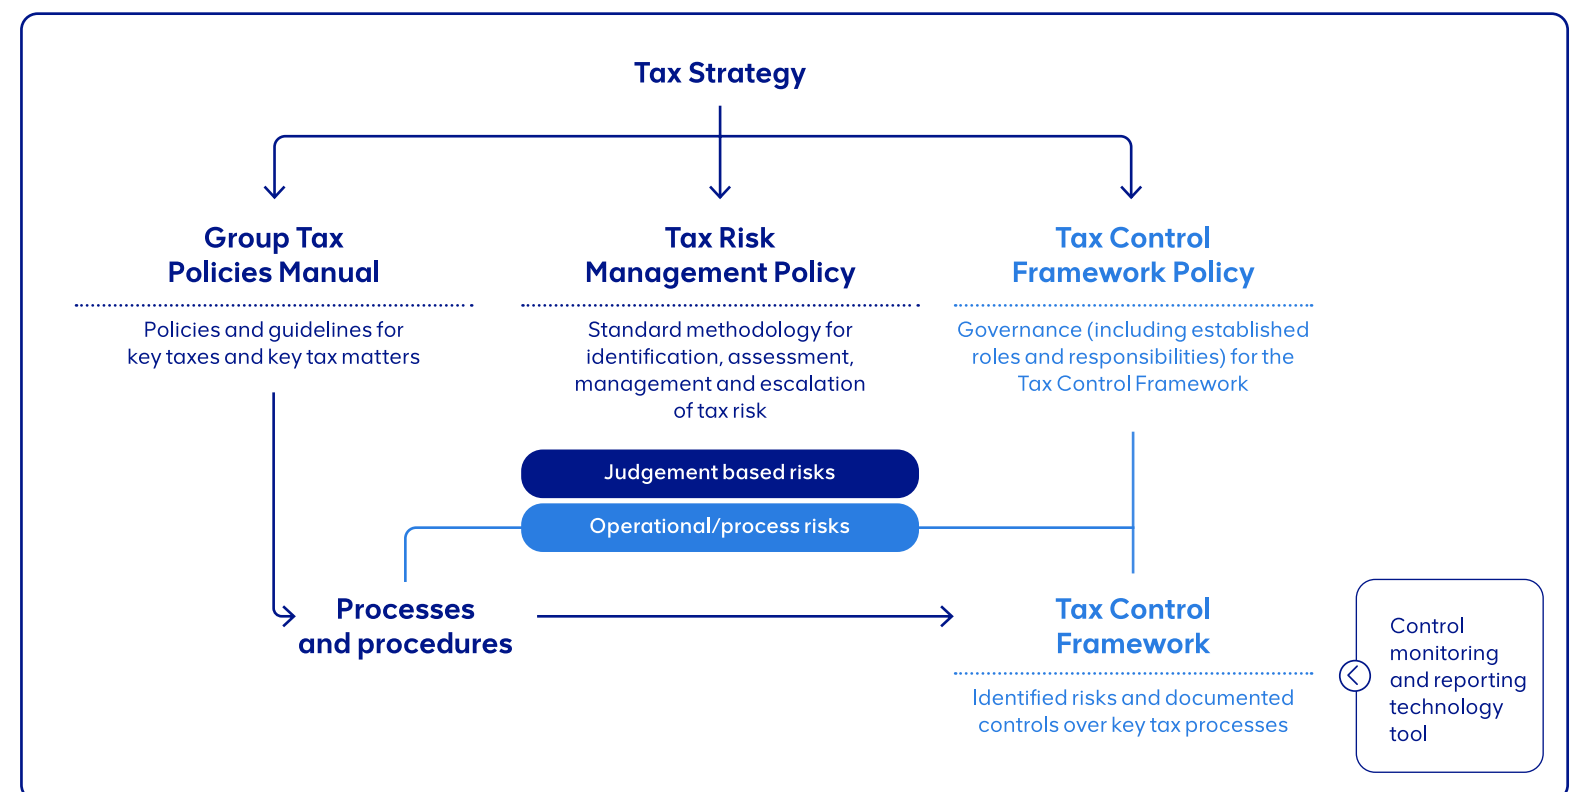 Tax Strategy
Group Tax
Policies Manual
Policies and guidelines for
key taxes and key tax matters
Tax Risk
Management Policy
Standard methodology for
identification, assessment,
management and escalation
of tax risk
Tax Control
Framework Policy
Governance (including established
roles and responsibilities) for the
Tax Control Framework
Judgement based risks
Operational/process risks
Processes
and procedures
Tax Control
Framework
Identified risks and documented
controls over key tax processes
Control
monitoring
and reporting
technology
tool